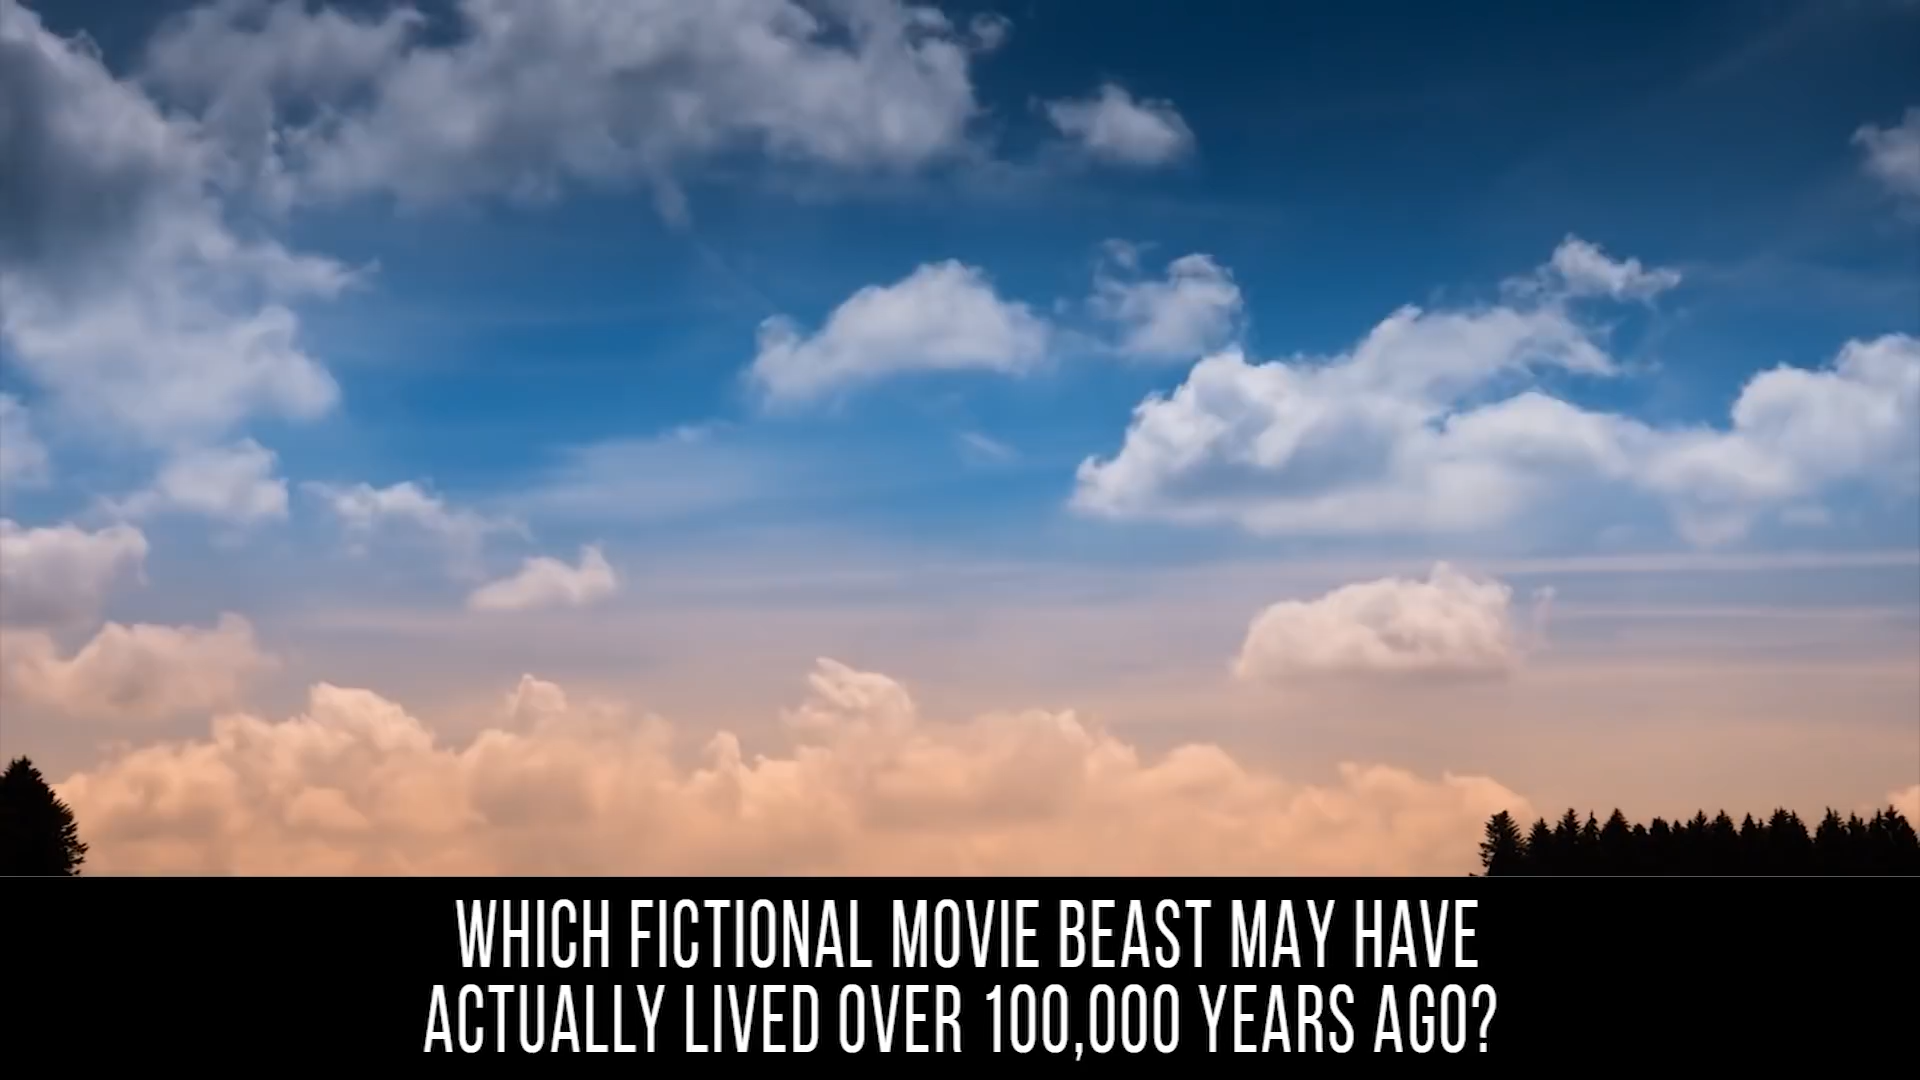 WHICH FICTIONAL MOVIE BEAST MAY HAVE
ACTUALLY LIVED OVER 100,000 YEARS AGO?